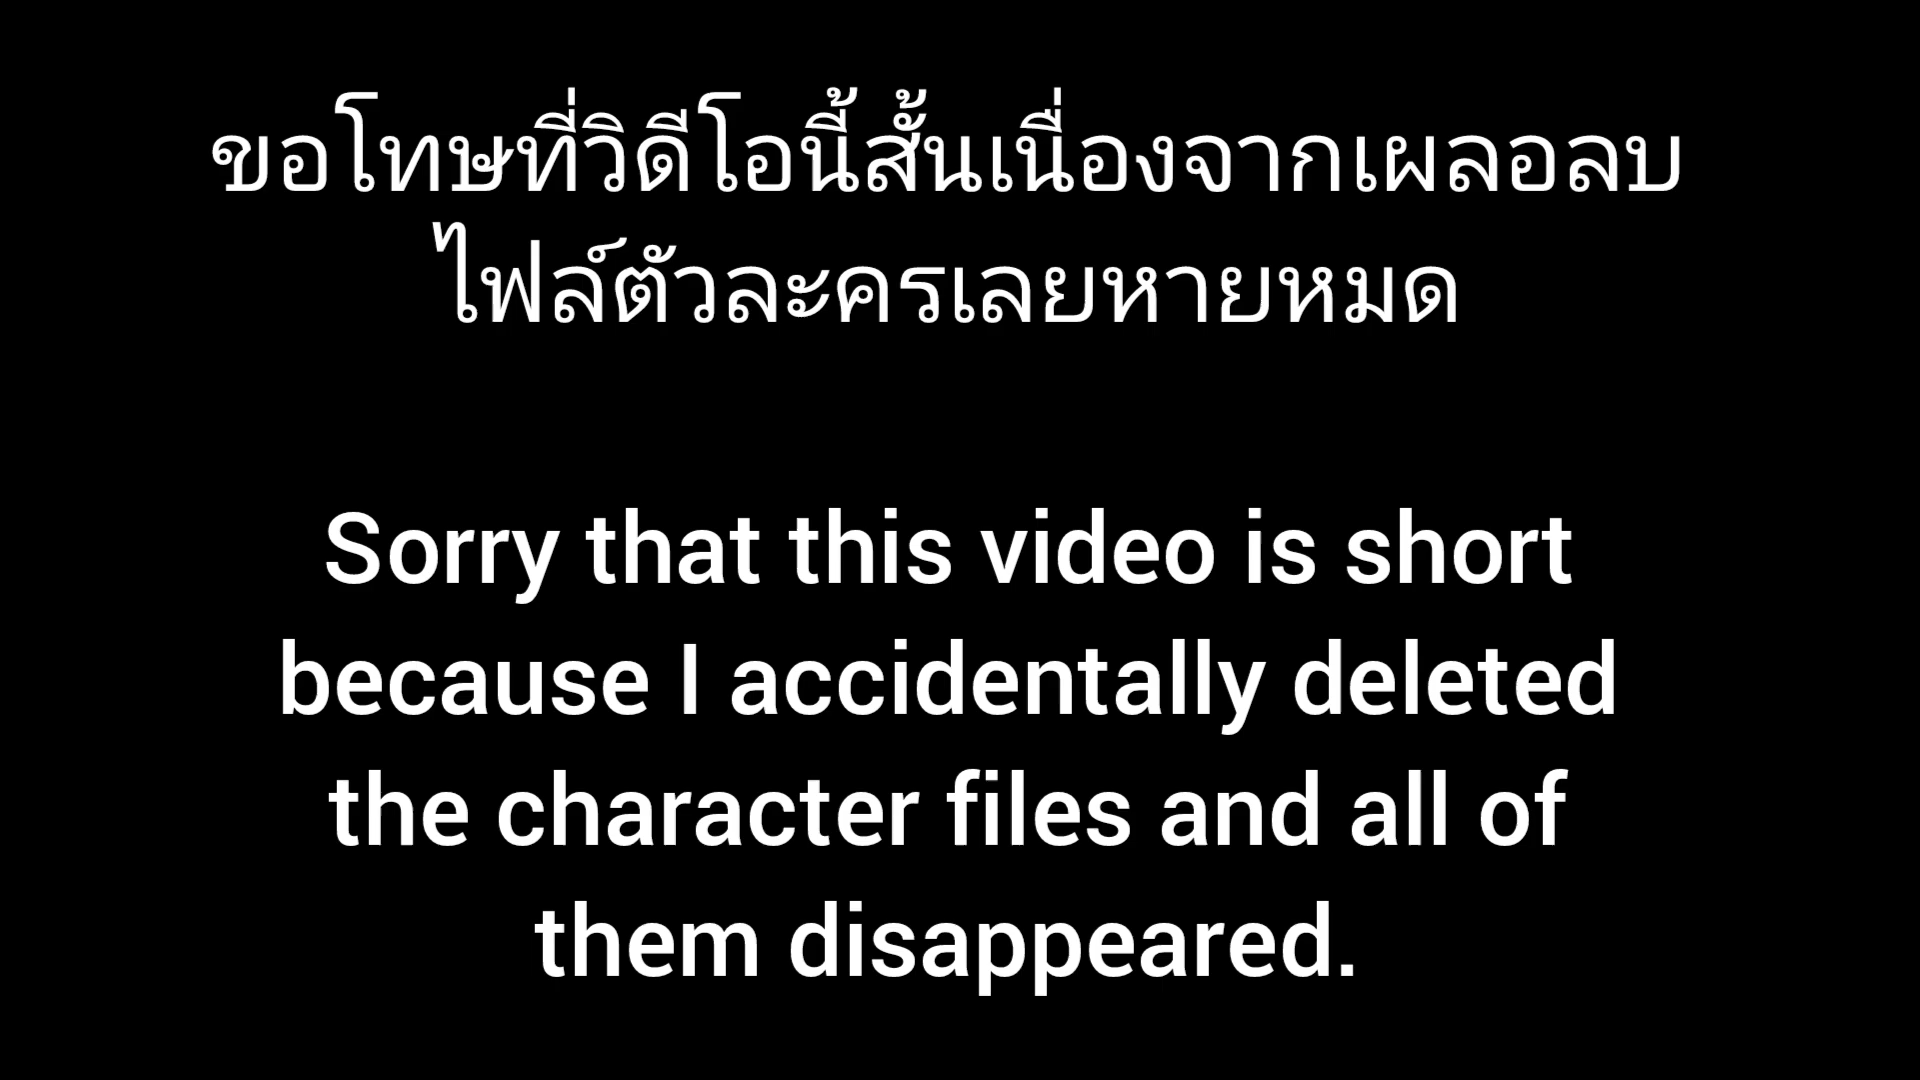 ขอโทษที่วิดีโอนี้สั้นเนื่องจากเผลอลบ
ไฟล์ตัวละครเลยหายหมด
Sorry that this video is short
because I accidentally deleted
the character files and all of
them disappeared.